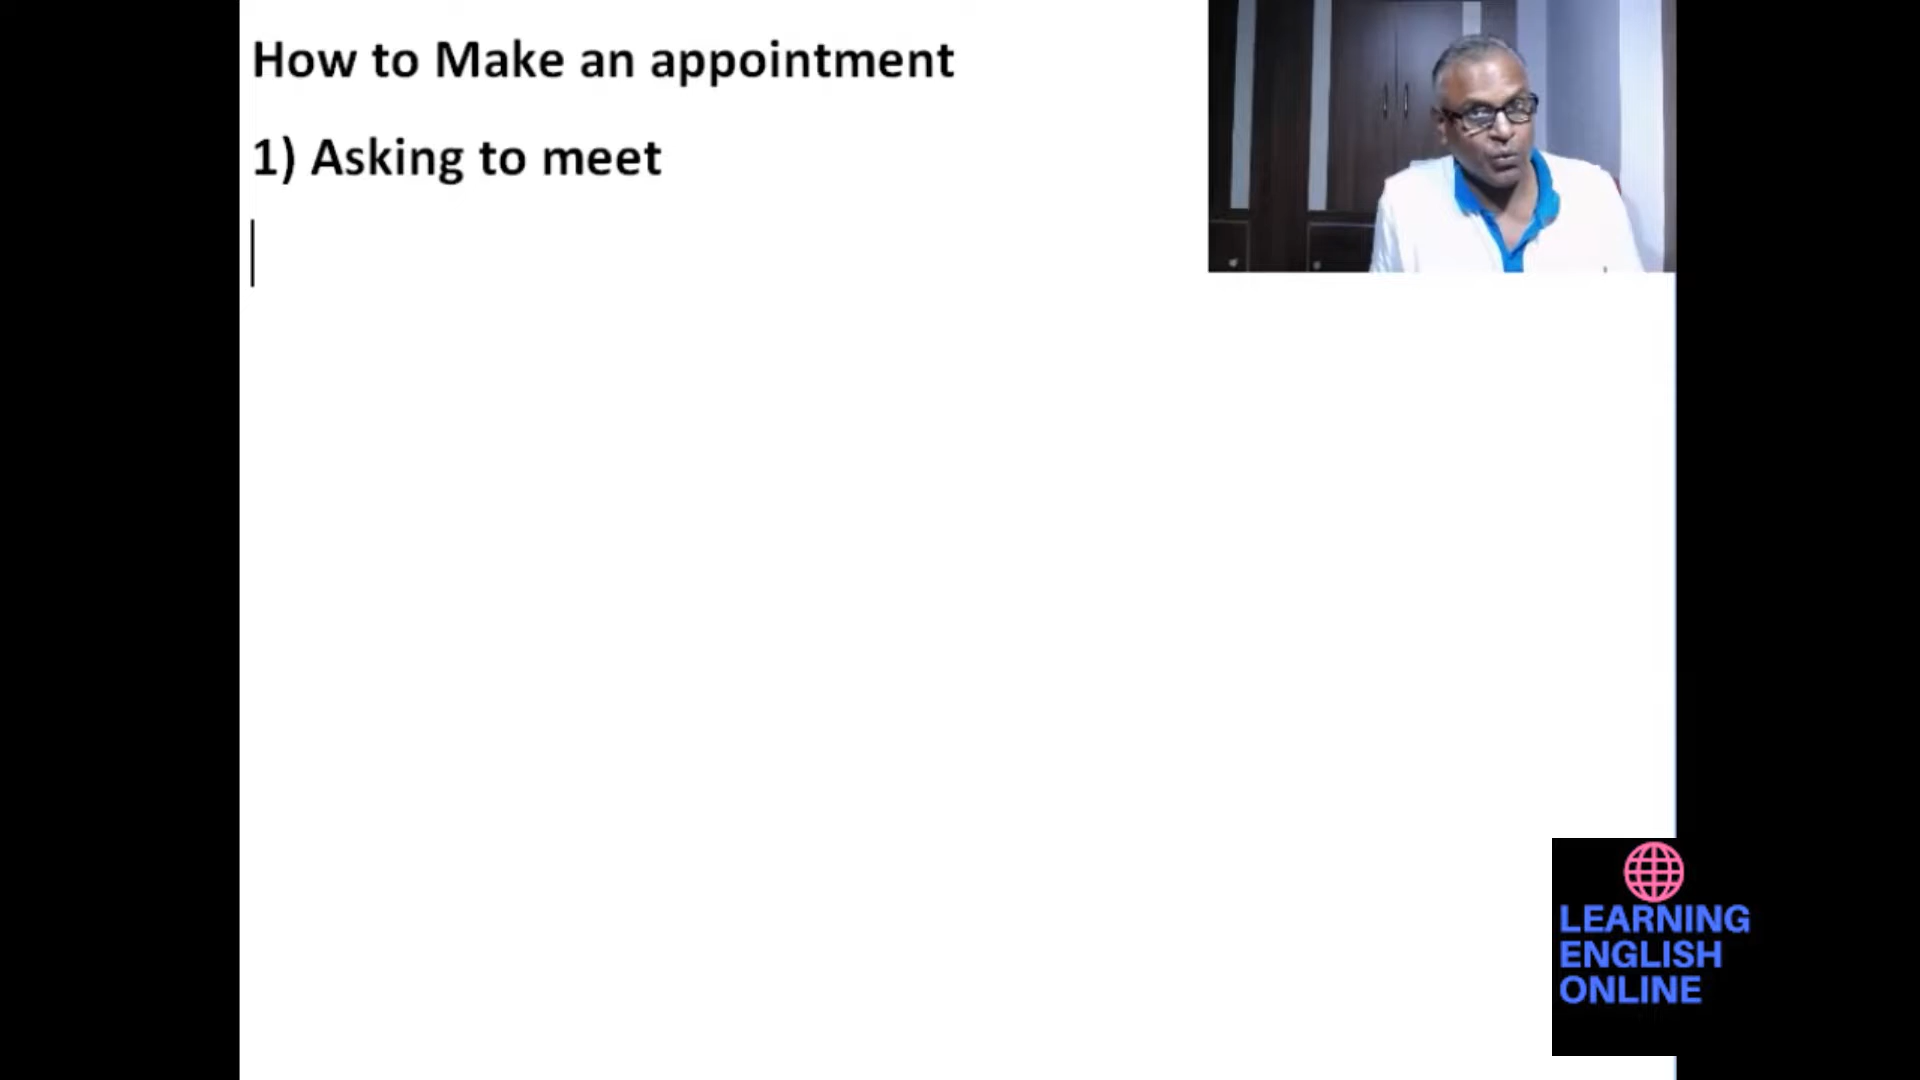 How to Make an appointment
1) Asking to meet
LEARNING
ENGLISH
ONLINE